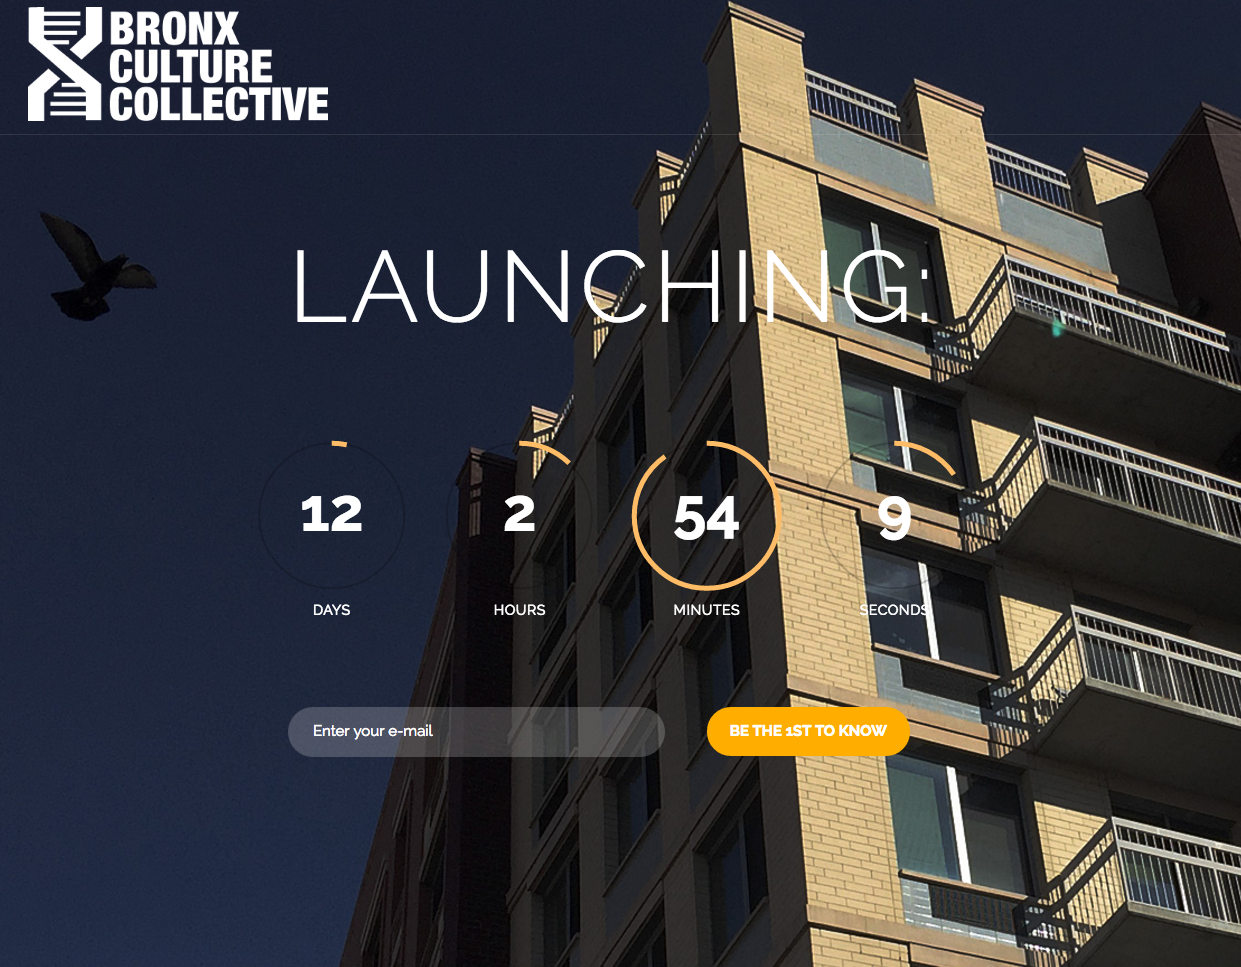 BRONX
CULTURE
COLLECTIVE
LAUNCHING:
12 2 54 9
DAYS HOURS MINUTES SECONDS
Enter your e-mail BE THE 1ST TO KNOW